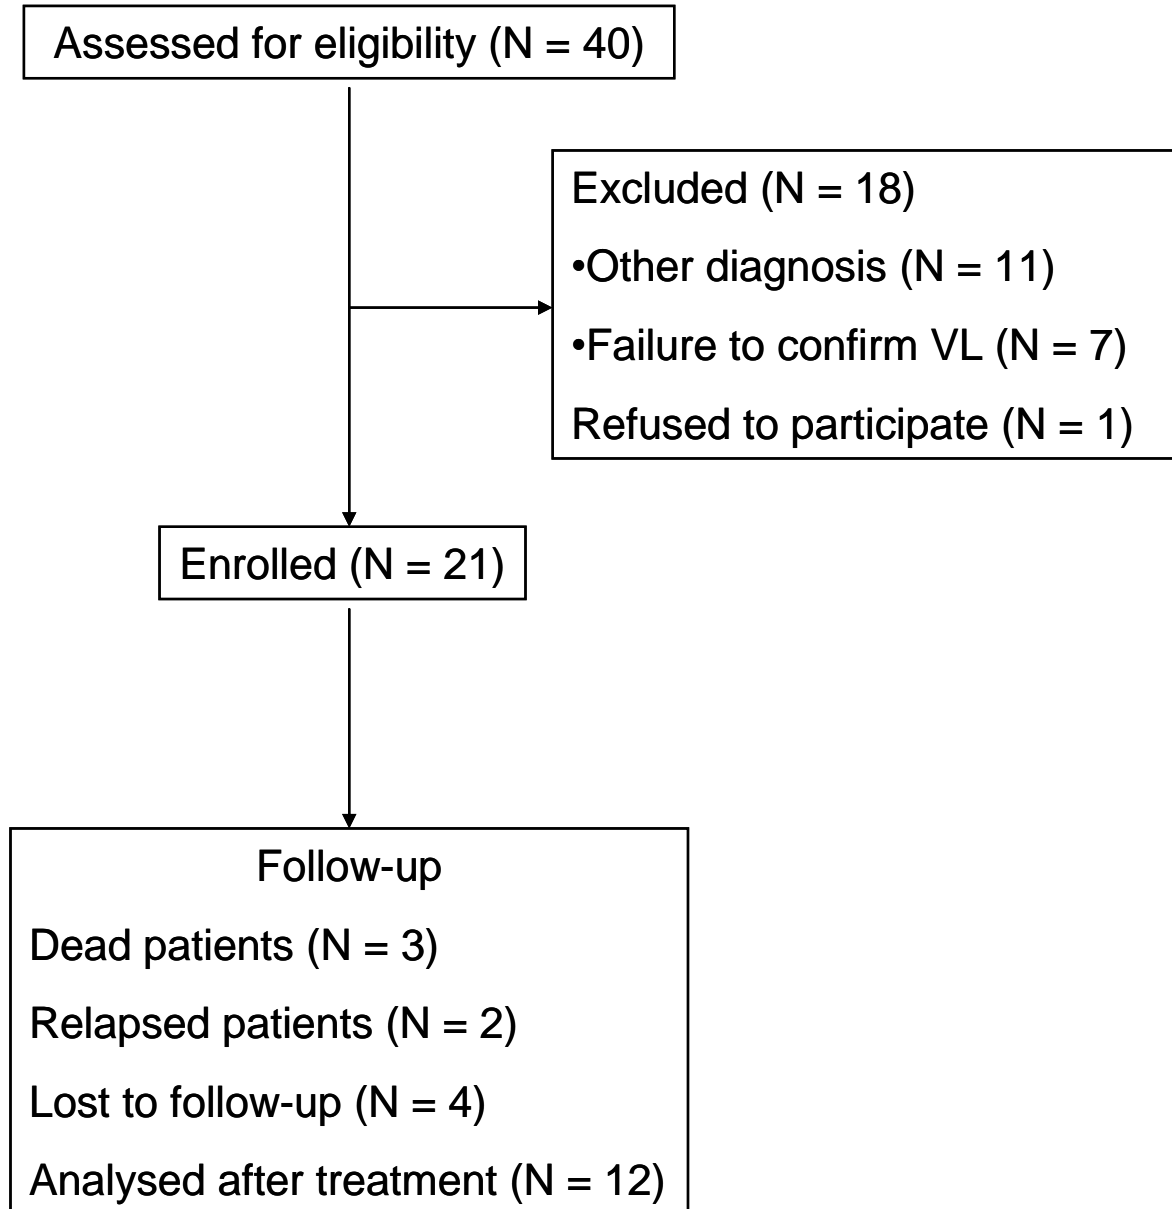 Assessed for eligibility (N = 40)
Excluded (N = 18)
•Other diagnosis (N = 11)
•Failure to confirm VL (N = 7)
Refused to participate (N = 1)
Enrolled (N = 21)
Follow-up
Dead patients (N = 3)
Relapsed patients (N = 2)
Lost to follow-up (N = 4)
Analysed after treatment (N = 12)